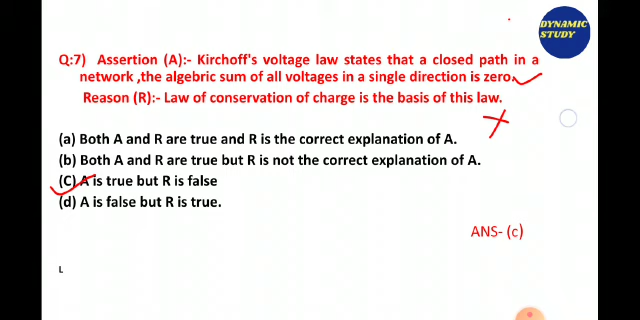 DYNAMIC
STUDY
Q:7) Assertion (A):- Kirchoff's voltage law states that a closed path in a
network ,the algebric sum of all voltages in a single direction is zero.
Reason (R):- Law of conservation of charge is the basis of this law.
(a) Both A and R are true and R is the correct explanation of A.
(b) Both A and R are true but R is not the correct explanation of A.
(C) A is true but R is false
(d) A is false but R is true.
ANS- (c)
L